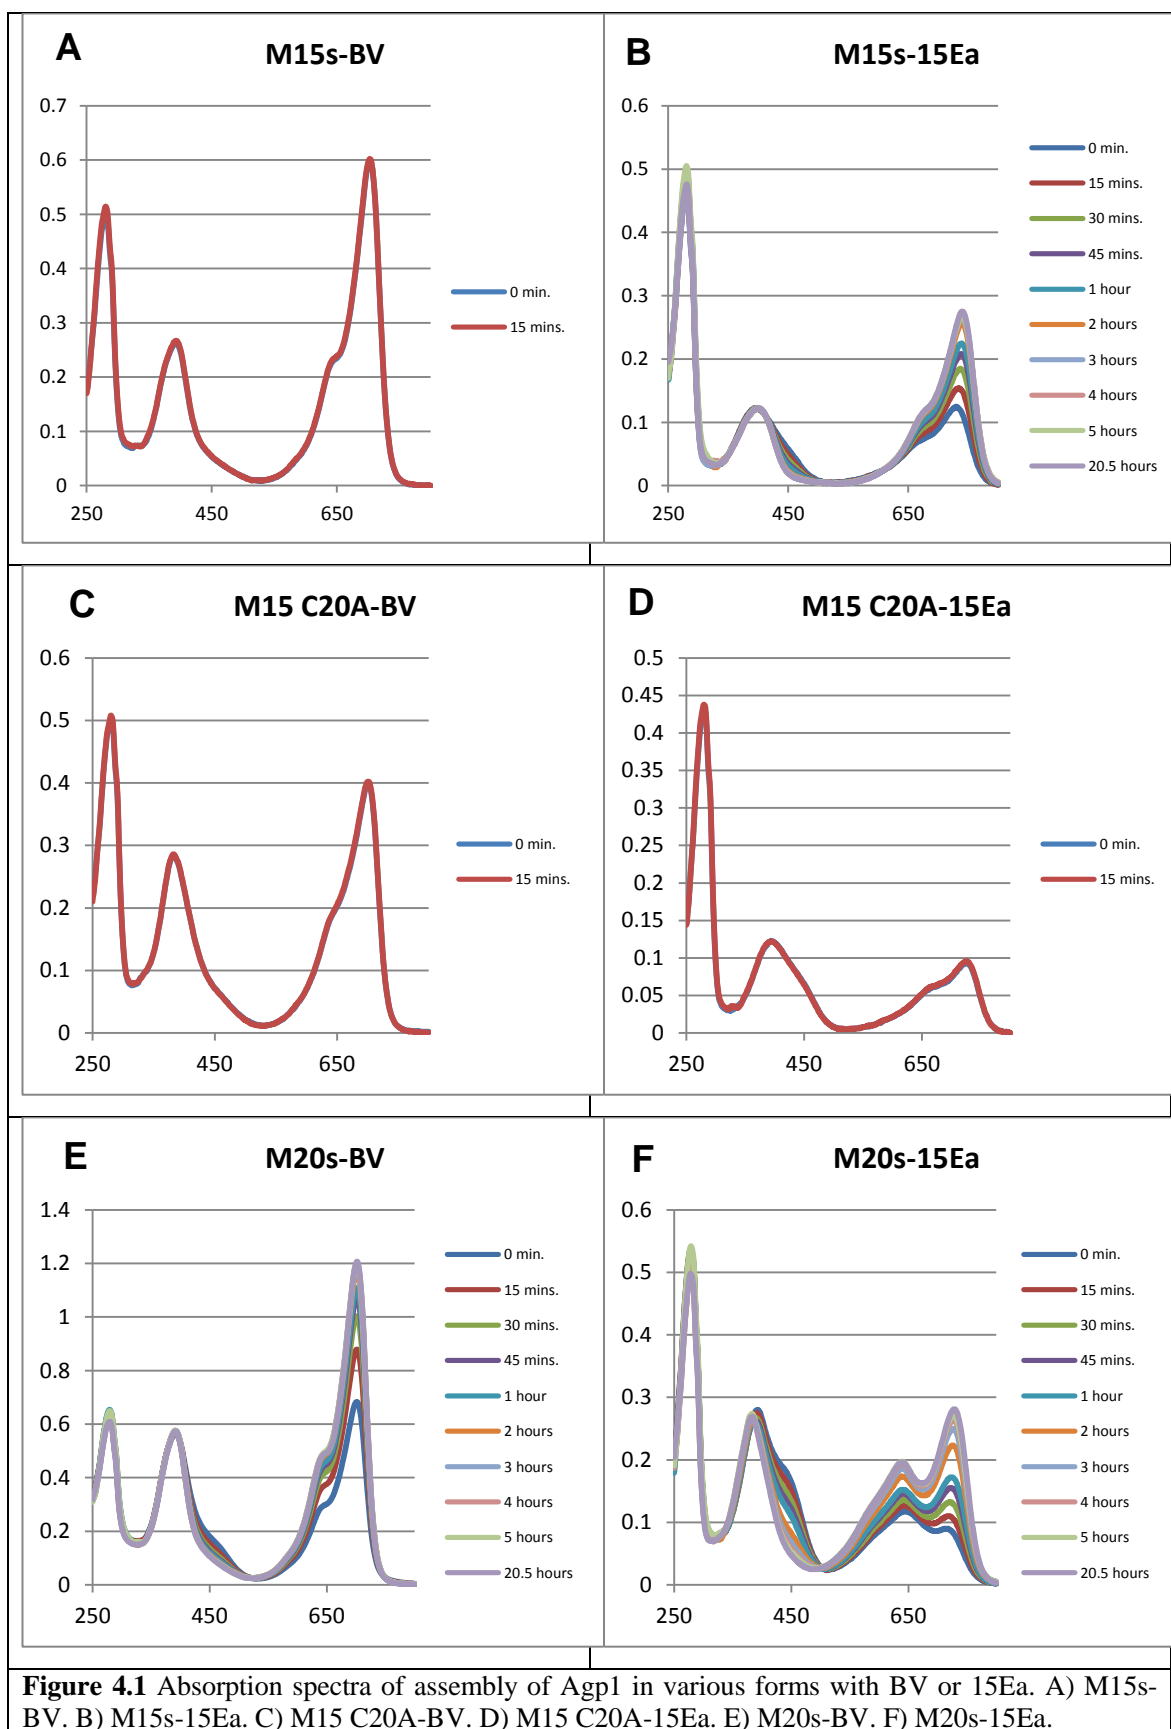 A
M15s-BV
0.7
0.6
0.5
0.4
0.3
0.2
0.1
0
250
450
650
0 min.
15 mins.
B
M15s-15Ea
0.6
0.5
0.4
0.3
0.2
0.1
0
250
450
650
0 min.
15 mins.
30 mins.
45 mins.
1 hour
2 hours
3 hours
4 hours
5 hours
20.5 hours
C
M15 C20A-BV
0.6
0.5
0.4
0.3
0.2
0.1
0
250
450
650
0 min.
15 mins.
D
M15 C20A-15Ea
0.5
0.45
0.4
0.35
0.3
0.25
0.2
0.15
0.1
0.05
0
250
450
650
0 min.
15 mins.
E
M20s-BV
1.4
1.2
1
0.8
0.6
0.4
0.2
0
250
450
650
0 min.
15 mins.
30 mins.
45 mins.
1 hour
2 hours
3 hours
4 hours
5 hours
20.5 hours
F
M20s-15Ea
0.6
0.5
0.4
0.3
0.2
0.1
0
250
450
650
0 min.
15 mins.
30 mins.
45 mins.
1 hour
2 hours
3 hours
4 hours
5 hours
20.5 hours
Figure 4.1 Absorption spectra of assembly of Agp1 in various forms with BV or 15Ea. A) M15s-
BV. B) M15s-15Ea. C) M15 C20A-BV. D) M15 C20A-15Ea. E) M20s-BV. F) M20s-15Ea.